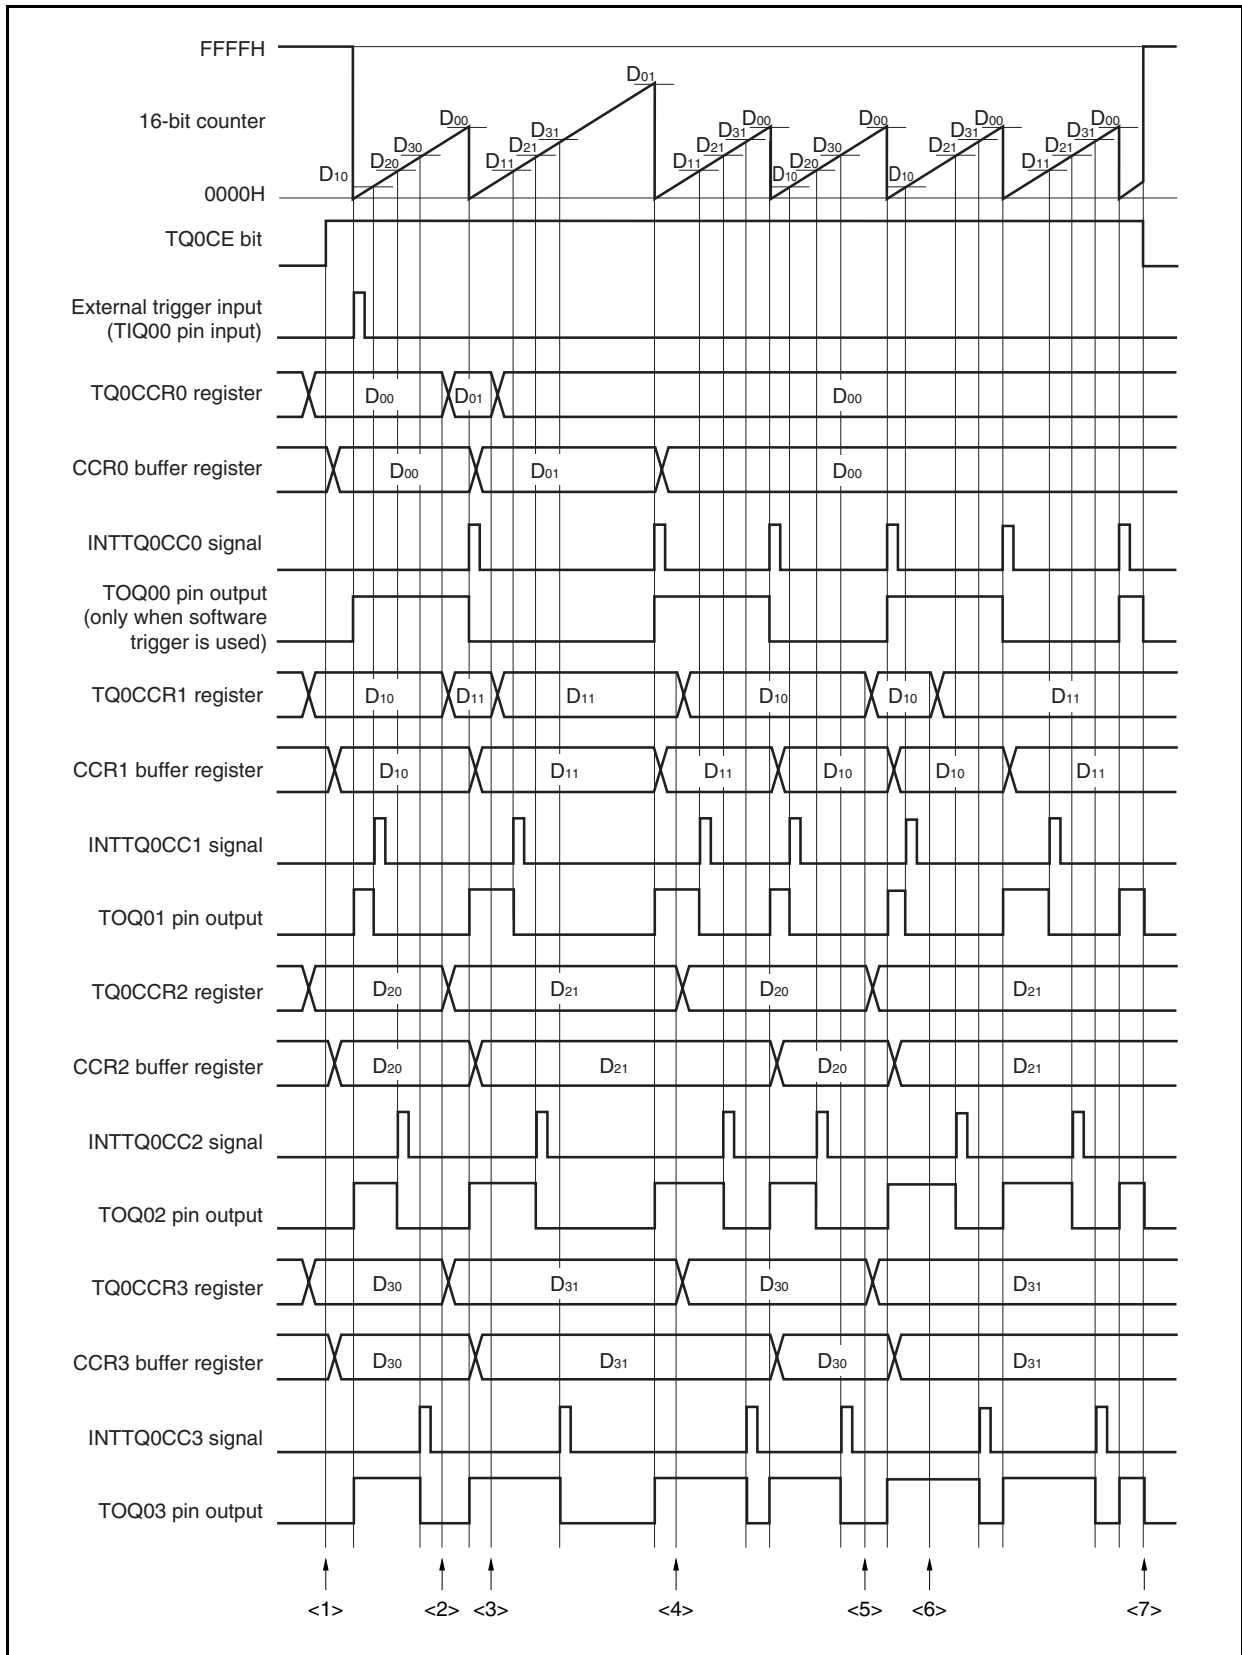 FFFFH
D01
16-bit counter
D00 D00 D00 D00 D00
D30 D31 D31 D30 D31 D31
D20 D21 D21 D20 D21 D21
D10 D11 D11 D10 D10 D11
0000H
TQ0CE bit
External trigger input
(TIQ00 pin input)
TQ0CCR0 register D00 D01 D00
CCR0 buffer register D00 D01 D00
INTTQ0CC0 signal
TOQ00 pin output
(only when software
trigger is used)
TQ0CCR1 register D10 D11 D11 D10 D10 D11
CCR1 buffer register D10 D11 D11 D10 D10 D11
INTTQ0CC1 signal
TOQ01 pin output
TQ0CCR2 register D20 D21 D20 D21
CCR2 buffer register D20 D21 D20 D21
INTTQ0CC2 signal
TOQ02 pin output
TQ0CCR3 register D30 D31 D30 D31
CCR3 buffer register D30 D31 D30 D31
INTTQ0CC3 signal
TOQ03 pin output
<1> <2> <3> <4> <5> <6> <7>